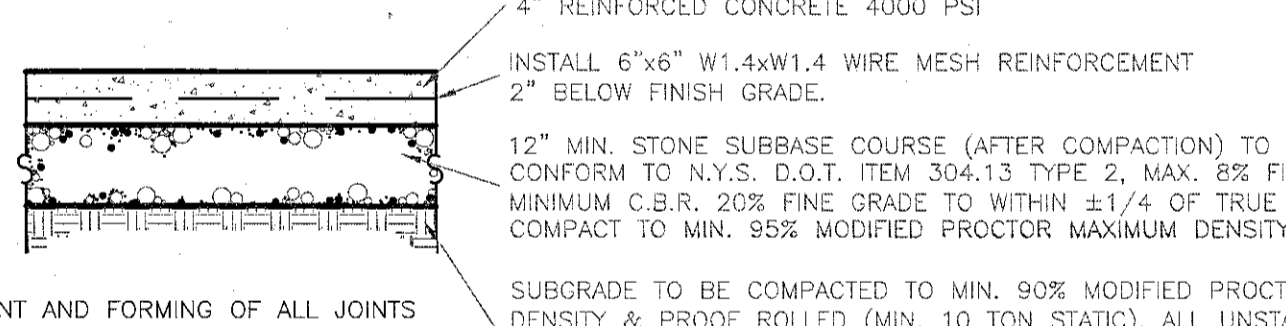 4" REINFORCED CONCRETE 4000 PSI
INSTALL 6"x6" W1.4xW1.4 WIRE MESH REINFORCEMENT
2" BELOW FINISH GRADE.
12" MIN. STONE SUBBASE COURSE (AFTER COMPACTION) TO
CONFORM TO N.Y.S. D.O.T. ITEM 304.13 TYPE 2, MAX. 8%
MINIMUM C.B.R. 20% FINE GRADE TO WITHIN ±1/4 OF TRUE
COMPACT TO MIN. 95% MODIFIED PROCTOR MAXIMUM DENSITY
SUBGRADE TO BE COMPACTED TO MIN. 90% MODIFIED
DENSITY & PROOF ROLLED (MIN. 10 TON STATIC). ALL
AND FORMING OF ALL JOINTS